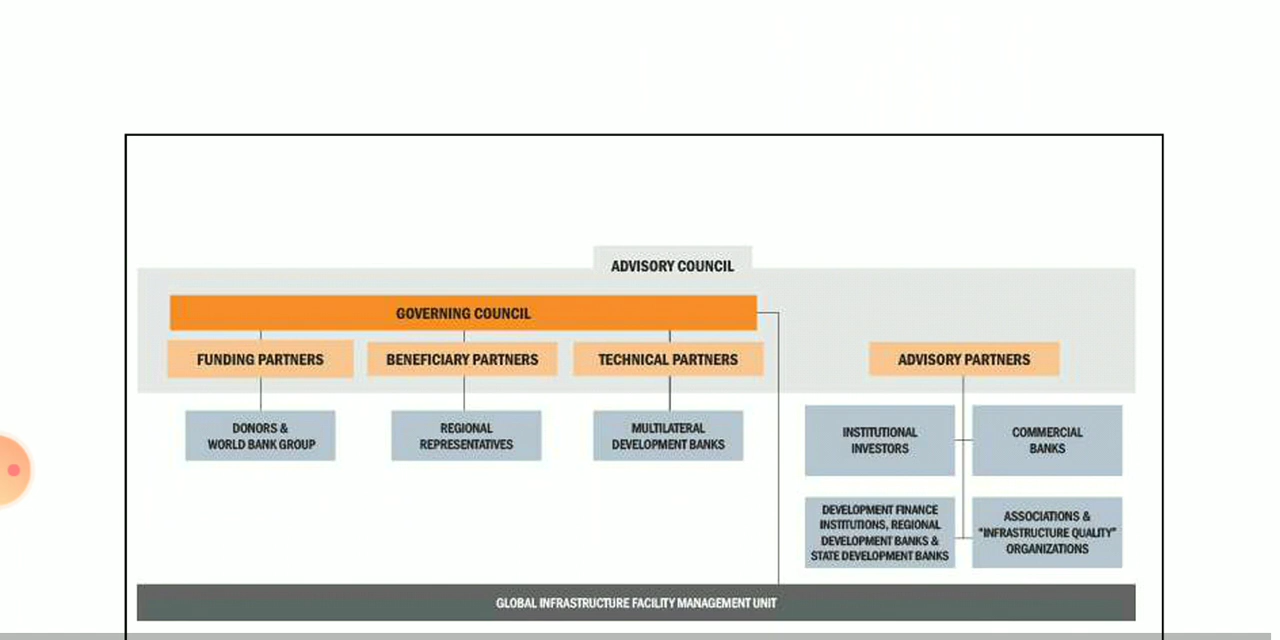 ADVISORY COUNCIL
GOVERNING COUNCIL
FUNDING PARTNERS
BENEFICIARY PARTNERS
TECHNICAL PARTNERS
ADVISORY PARTNERS
DONORS &
WORLD BANK GROUP
REGIONAL
REPRESENTATIVES
MULTILATERAL
DEVELOPMENT BANKS
INSTITUTIONAL
INVESTORS
COMMERCIAL
BANKS
DEVELOPMENT FINANCE
INSTITUTIONS, REGIONAL
DEVELOPMENT BANKS &
STATE DEVELOPMENT BANKS
ASSOCIATIONS &
"INFRASTRUCTURE QUALITY"
ORGANIZATIONS
GLOBAL INFRASTRUCTURE FACILITY MANAGEMENT UNIT